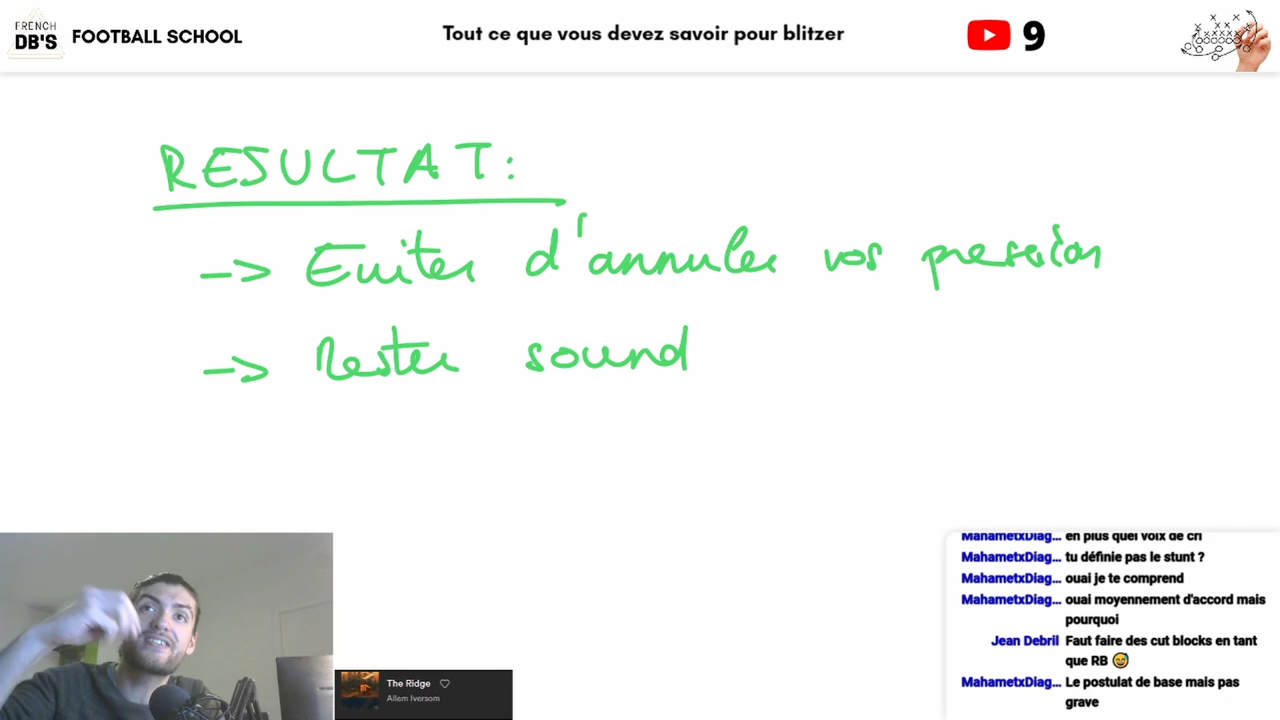 FRENCH
DB'S
FOOTBALL SCHOOL
Tout ce que vous devez savoir pour blitzer
9
RESULTAT:
-> Eviter d'annuler vos pression
-> Rester sound
MahametxDiag... en plus quel voix de cri
MahametxDiag... tu définie pas le stunt ?
MahametxDiag... ouai je te comprend
MahametxDiag... ouai moyennement d'accord mais
pourquoi
Jean Debril Faut faire des cut blocks en tant
que RB 😅
MahametxDiag... Le postulat de base mais pas
grave
The Ridge
Allem Iversom